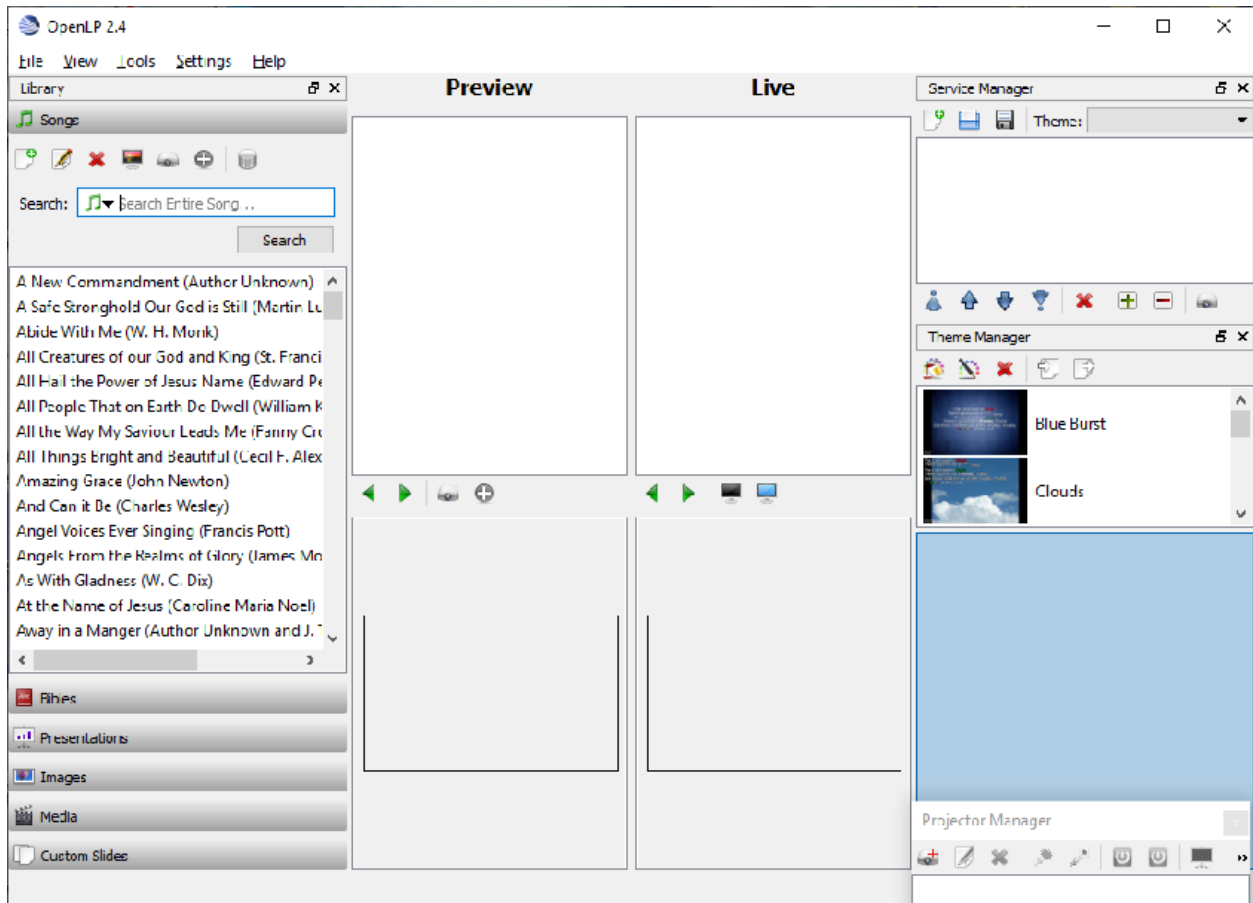 OpenLP 2.4
File View Tools Settings Help
Library
Songs
Search: Search Entire Song ...
Search
A New Commandment (Author Unknown)
A Safe Stronghold Our God is Still (Martin Lu
Abide With Me (W. H. Monk)
All Creatures of our God and King (St. Franci
All Hail the Power of Jesus Name (Edward Pe
All People That on Earth Do Dwell (William K
All the Way My Saviour Leads Me (Fanny Cro
All Things Bright and Beautiful (Cecil F. Alex
Amazing Grace (John Newton)
And Can it Be (Charles Wesley)
Angel Voices Ever Singing (Francis Pott)
Angels From the Realms of Glory (James Mo
As With Gladness (W. C. Dix)
At the Name of Jesus (Caroline Maria Noel)
Away in a Manger (Author Unknown and J. T
Bibles
Presentations
Images
Media
Custom Slides
Preview
Live
Service Manager
Theme:
Theme Manager
Blue Burst
Clouds
Projector Manager